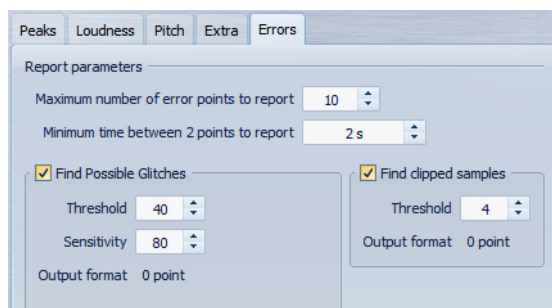 Peaks Loudness Pitch Extra Errors
Report parameters
Maximum number of error points to report 10
Minimum time between 2 points to report 2 s
Find Possible Glitches
Threshold 40
Sensitivity 80
Output format 0 point
Find clipped samples
Threshold 4
Output format 0 point